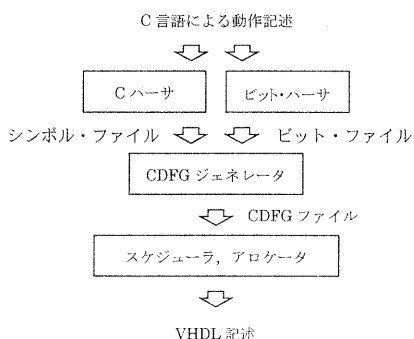 C 言語による動作記述
C パーサ
ビット・パーサ
シンボル・ファイル
ビット・ファイル
CDFG ジェネレータ
CDFG ファイル
スケジューラ，アロケータ
VHDL 記述